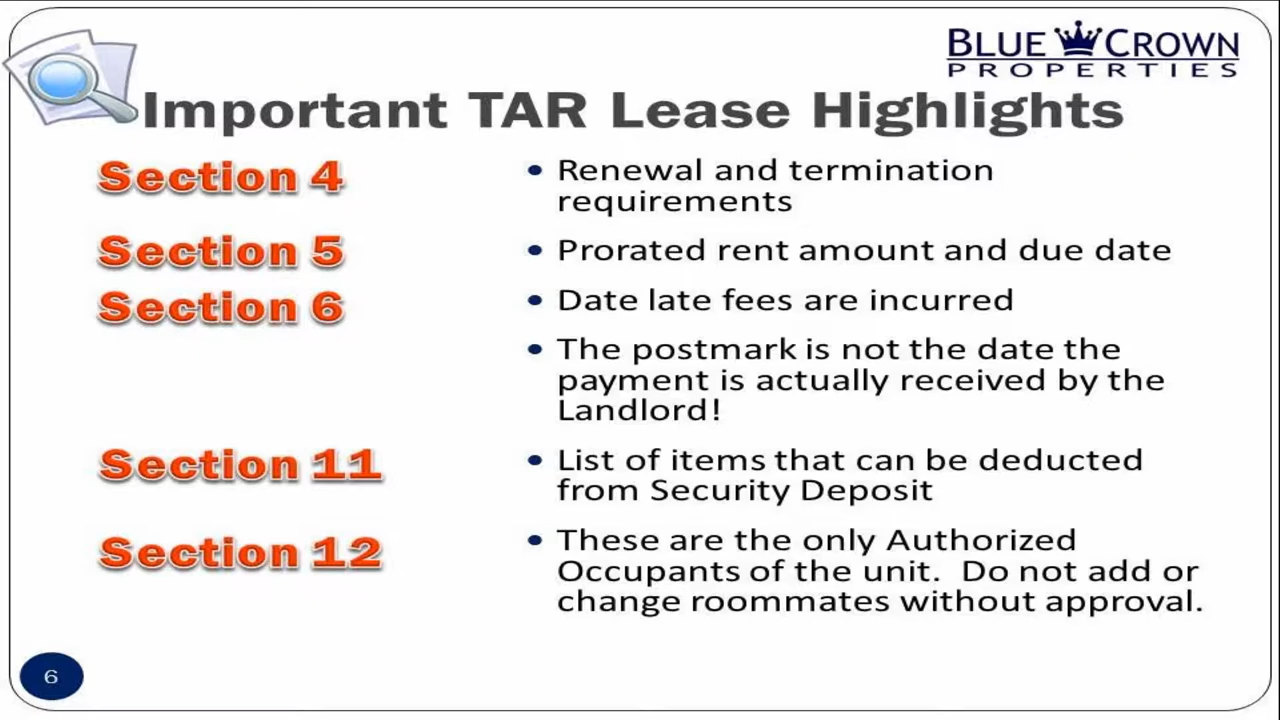 BLUE CROWN
PROPERTIES
Important TAR Lease Highlights
Section 4
• Renewal and termination
requirements
Section 5
• Prorated rent amount and due date
Section 6
• Date late fees are incurred
• The postmark is not the date the
payment is actually received by the
Landlord!
Section 11
• List of items that can be deducted
from Security Deposit
Section 12
• These are the only Authorized
Occupants of the unit.  Do not add or
change roommates without approval.
6